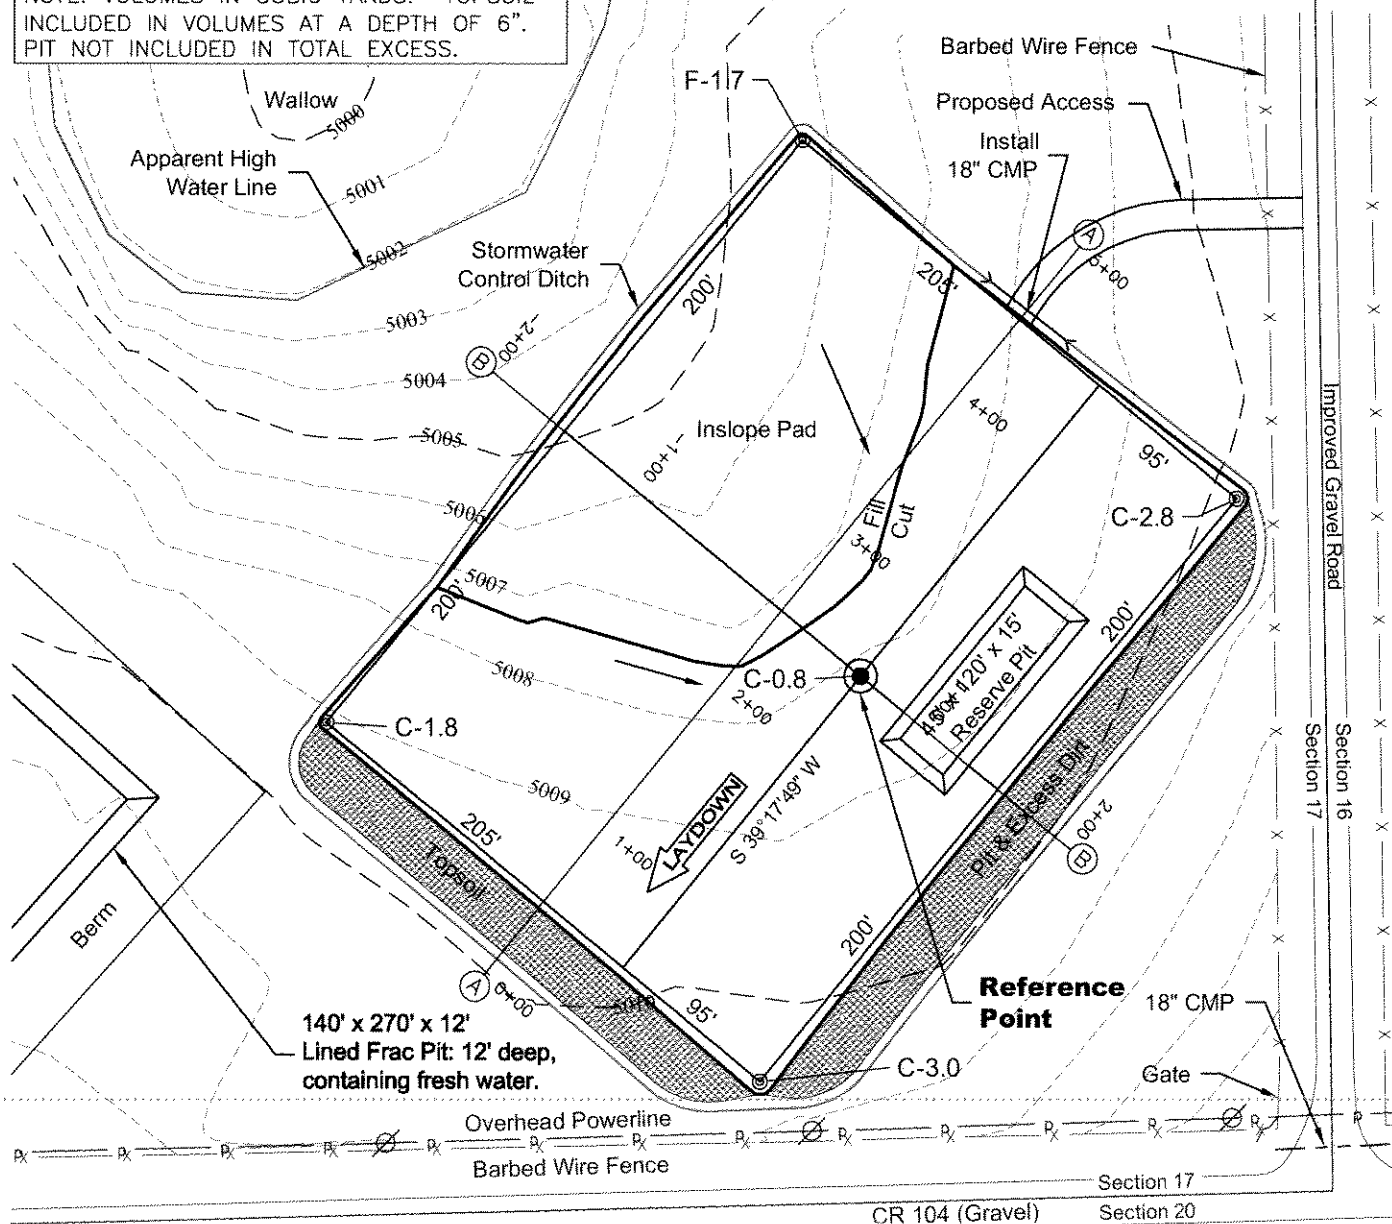 NOTE: VOLUMES IN CUBIC YARDS. TOPSOIL
INCLUDED IN VOLUMES AT A DEPTH OF 6".
PIT NOT INCLUDED IN TOTAL EXCESS.
Wallow
5000
Apparent High
Water Line
5001
5002
5003
5004
5005
5006
5007
5008
5009
5010
Stormwater
Control Ditch
F-1.7
Barbed Wire Fence
Proposed Access
Install
18" CMP
A
5+00
200'
205'
B
-2+00
-1+00
Inslope Pad
4+00
95'
C-2.8
Fill
Cut
3+00
200'
200'
120' x 15'
Reserve Pit
C-0.8
2+00
C-1.8
S 39°17'49" W
LAYDOWN
1+00
205'
Topsoil
Pit & Excess Dirt
2+00
B
200'
A
0+00
95'
Berm
140' x 270' x 12'
Lined Frac Pit: 12' deep,
containing fresh water.
Reference
Point
C-3.0
18" CMP
Gate
Improved Gravel Road
Section 17
Section 16
Overhead Powerline
Barbed Wire Fence
Section 17
CR 104 (Gravel)
Section 20